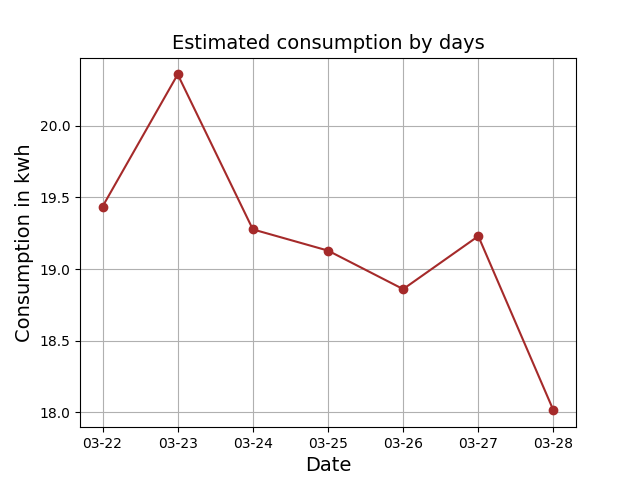 Estimated consumption by days
Consumption in kwh
20.0
19.5
19.0
18.5
18.0
03-22 03-23 03-24 03-25 03-26 03-27 03-28
Date